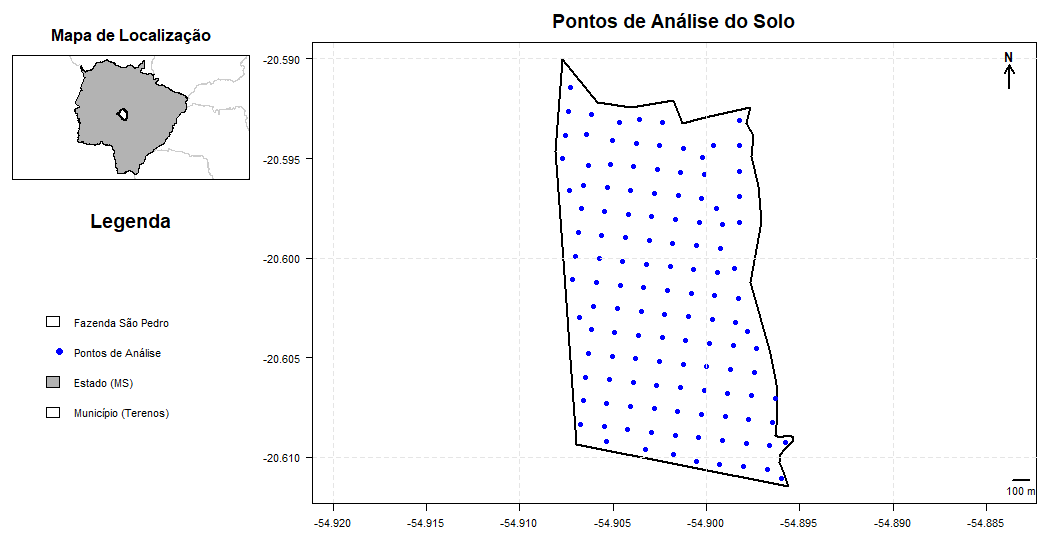 Pontos de Análise do Solo
Mapa de Localização
Legenda
Fazenda São Pedro
Pontos de Análise
Estado (MS)
Município (Terenos)
-20.590
-20.595
-20.600
-20.605
-20.610
N
100 m
-54.920
-54.915
-54.910
-54.905
-54.900
-54.895
-54.890
-54.885